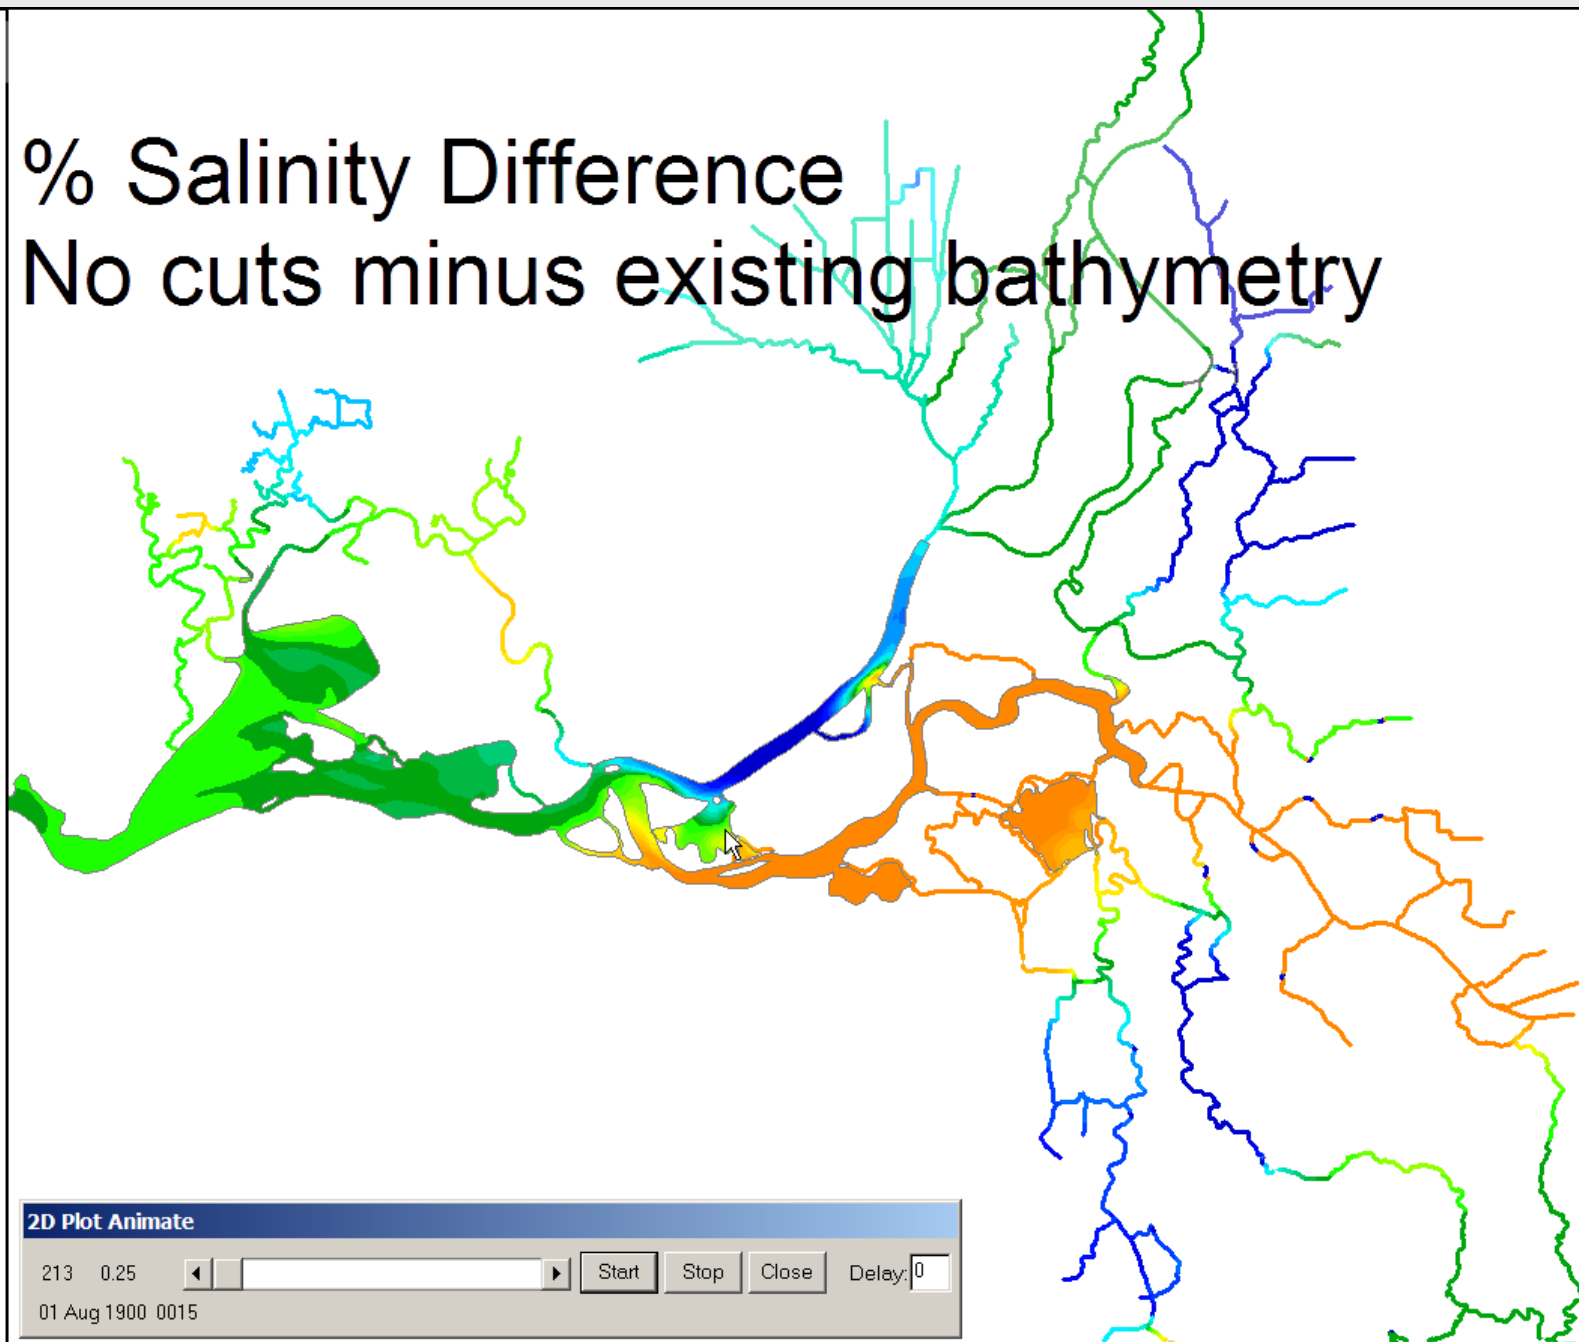 % Salinity Difference
No cuts minus existing bathymetry
2D Plot Animate
213 0.25 Start Stop Close Delay: 0
01 Aug 1900 0015